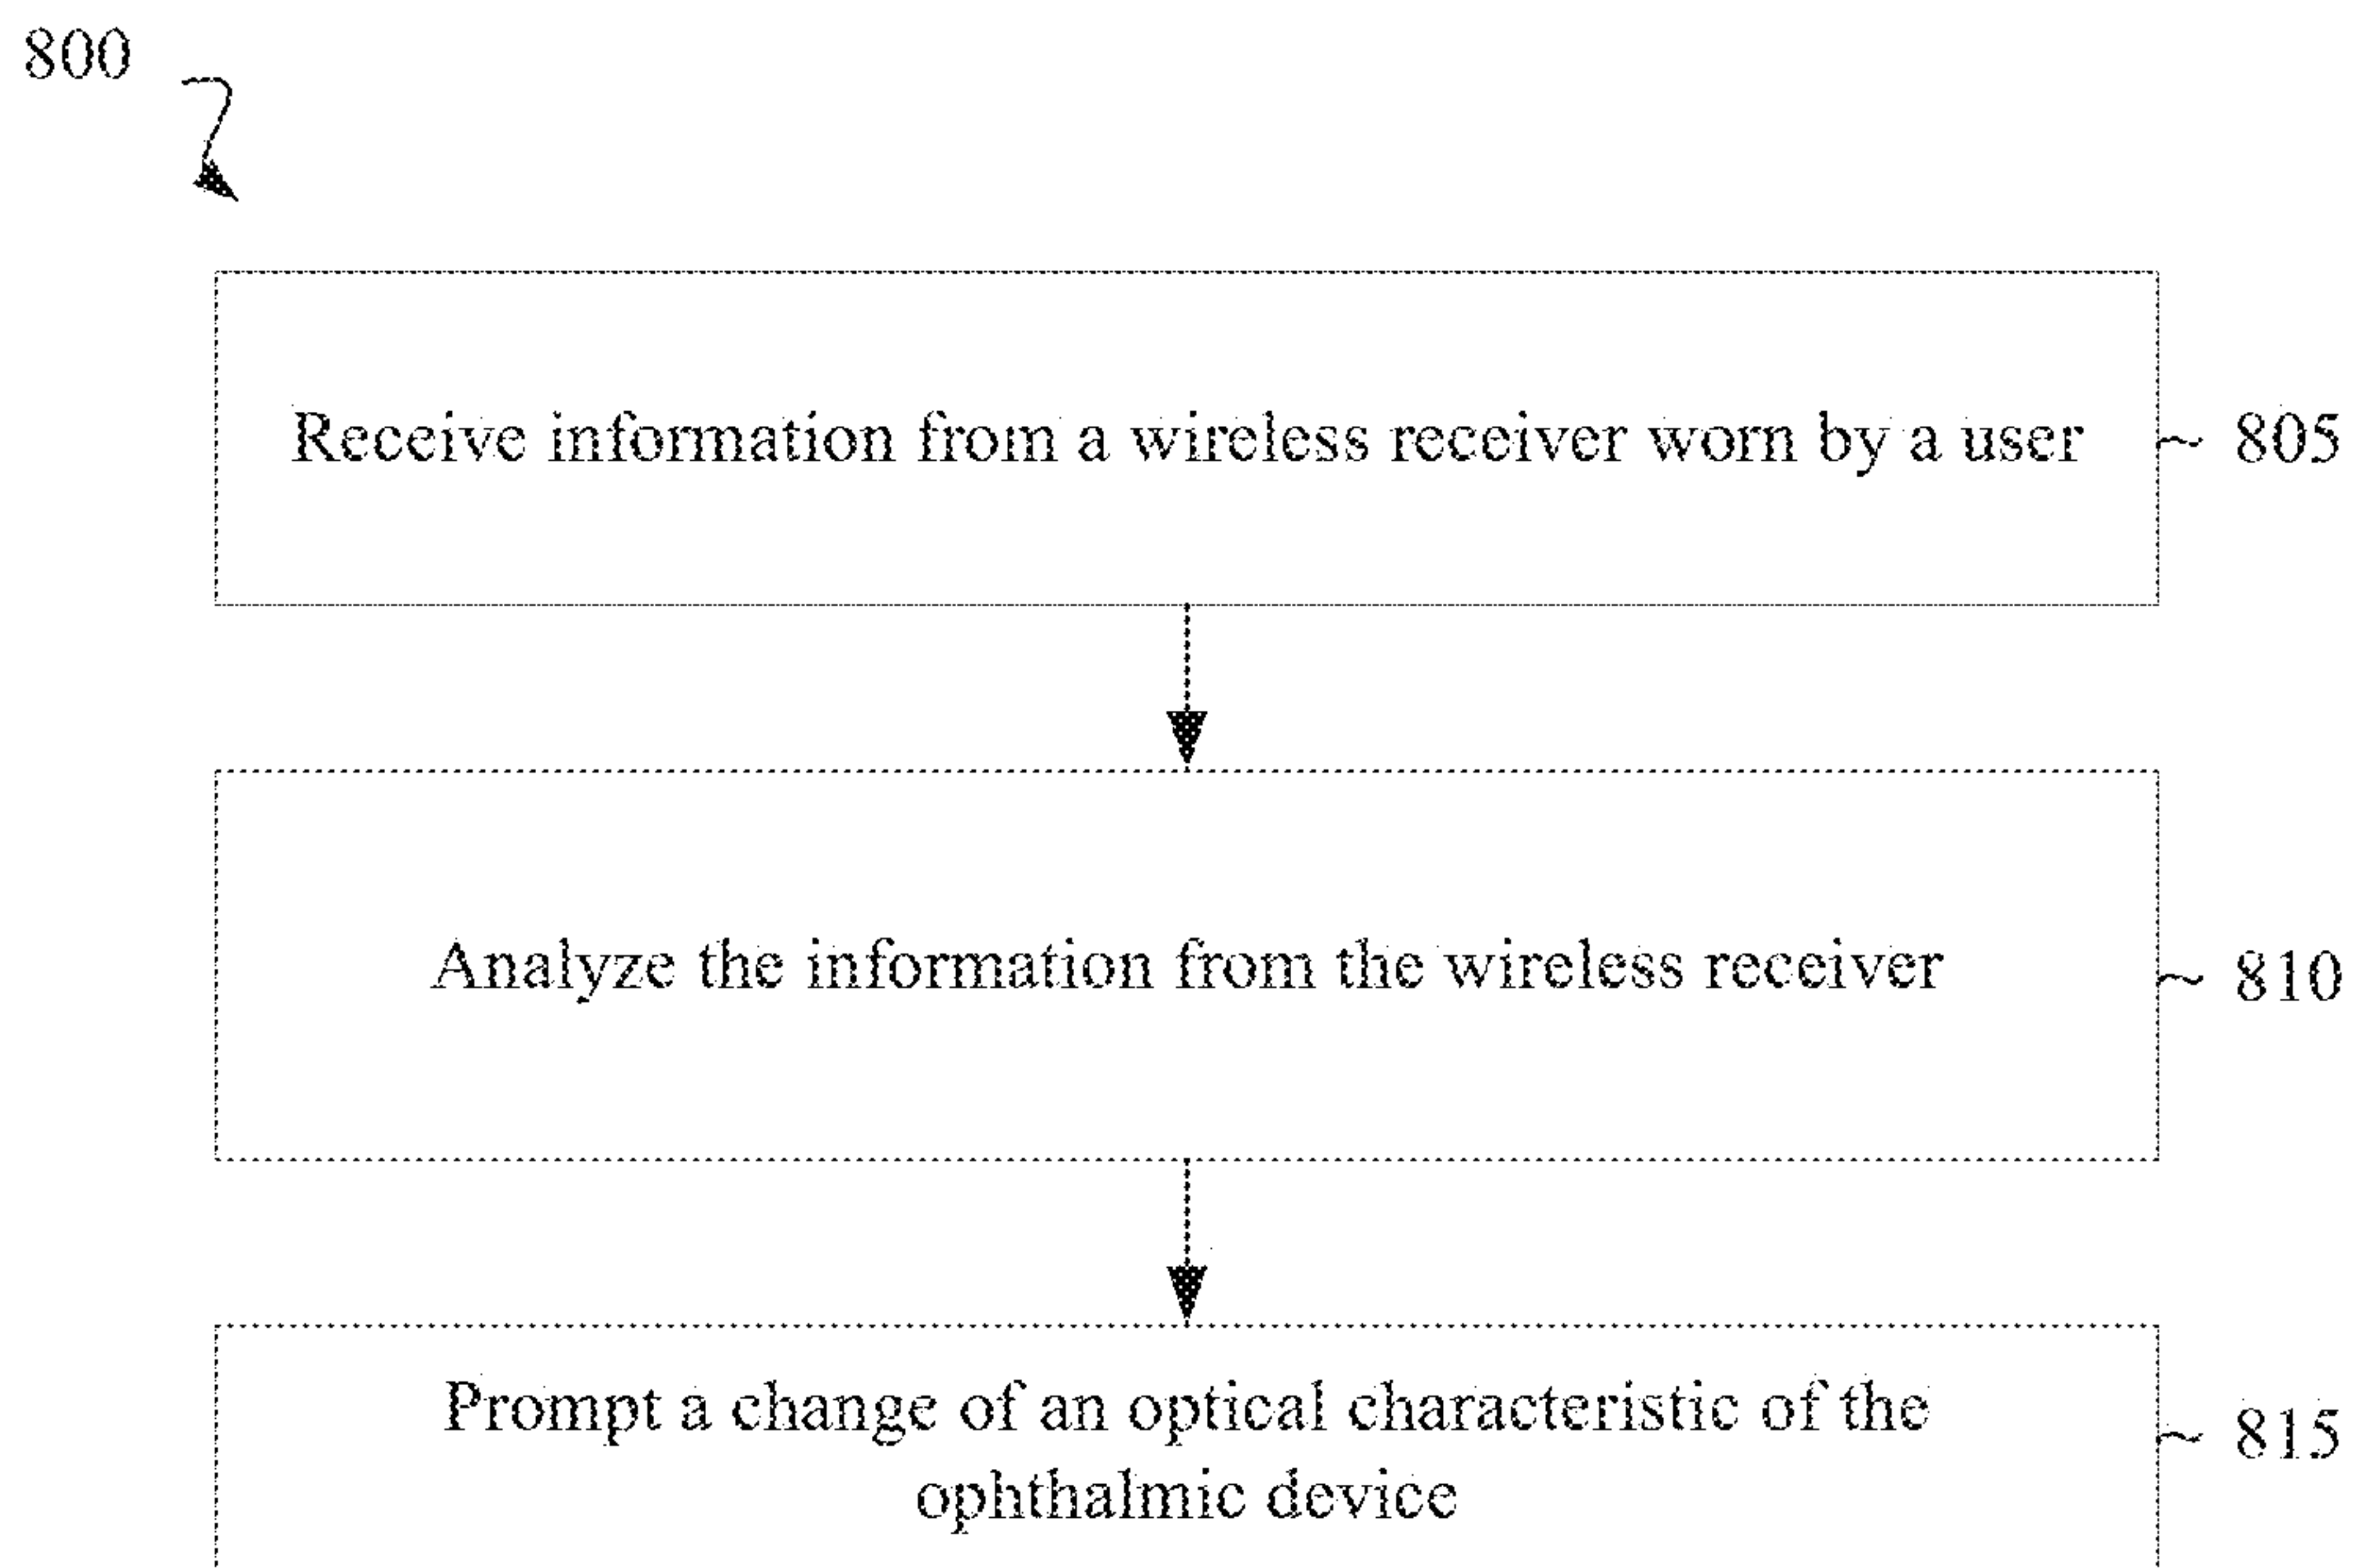 800
Receive information from a wireless receiver worn by a user
805
Analyze the information from the wireless receiver
810
Prompt a change of an optical characteristic of the
ophthalmic device
815